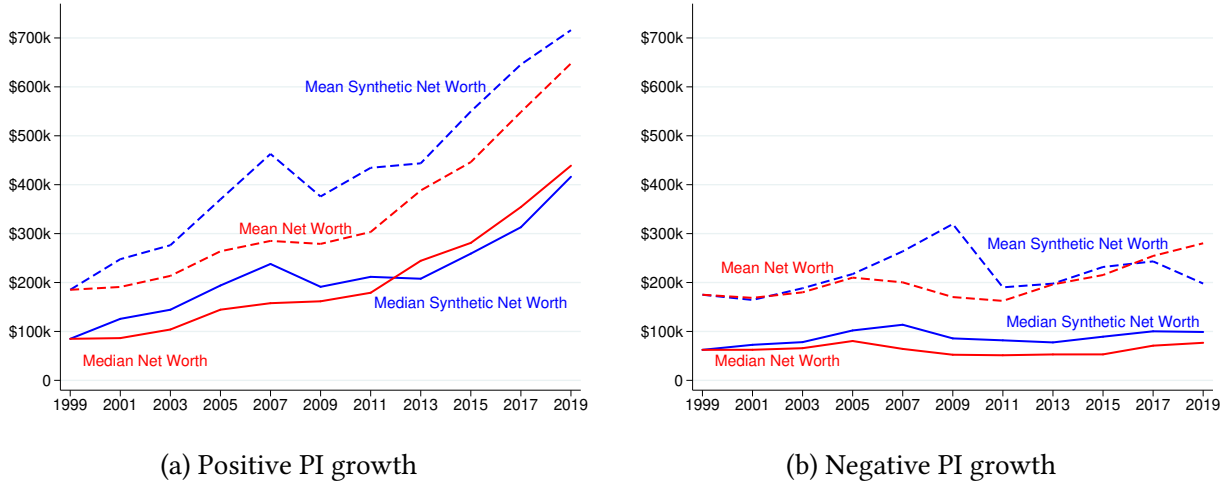 $700k
$600k
$500k
$400k
$300k
$200k
$100k
0
Mean Synthetic Net Worth
Mean Net Worth
Median Synthetic Net Worth
Median Net Worth
1999 2001 2003 2005 2007 2009 2011 2013 2015 2017 2019
(a) Positive PI growth
$700k
$600k
$500k
$400k
$300k
$200k
$100k
0
Mean Synthetic Net Worth
Mean Net Worth
Median Synthetic Net Worth
Median Net Worth
1999 2001 2003 2005 2007 2009 2011 2013 2015 2017 2019
(b) Negative PI growth